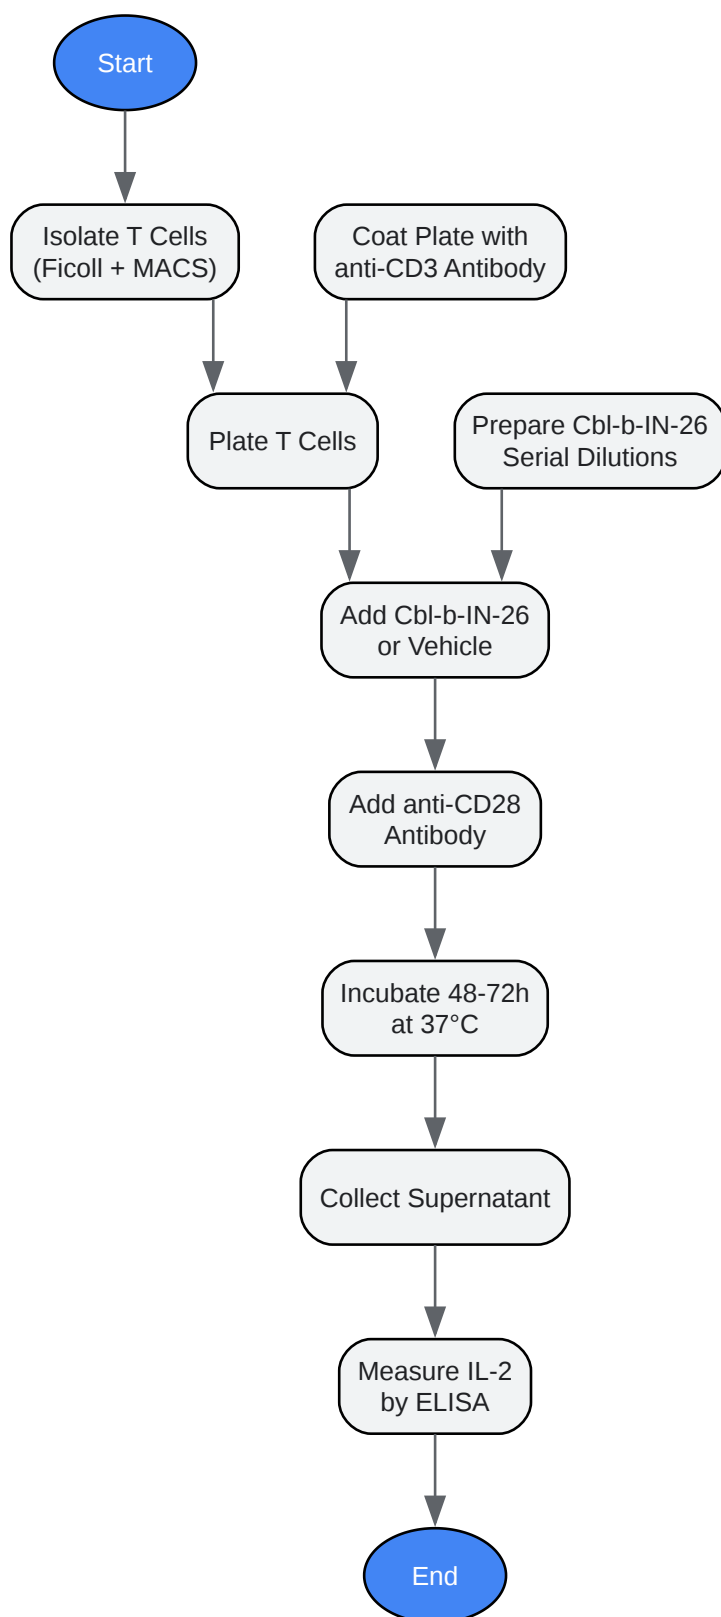 Start
Isolate T Cells
(Ficoll + MACS)
Coat Plate with
anti-CD3 Antibody
Plate T Cells
Prepare Cbl-b-IN-26
Serial Dilutions
Add Cbl-b-IN-26
or Vehicle
Add anti-CD28
Antibody
Incubate 48-72h
at 37°C
Collect Supernatant
Measure IL-2
by ELISA
End